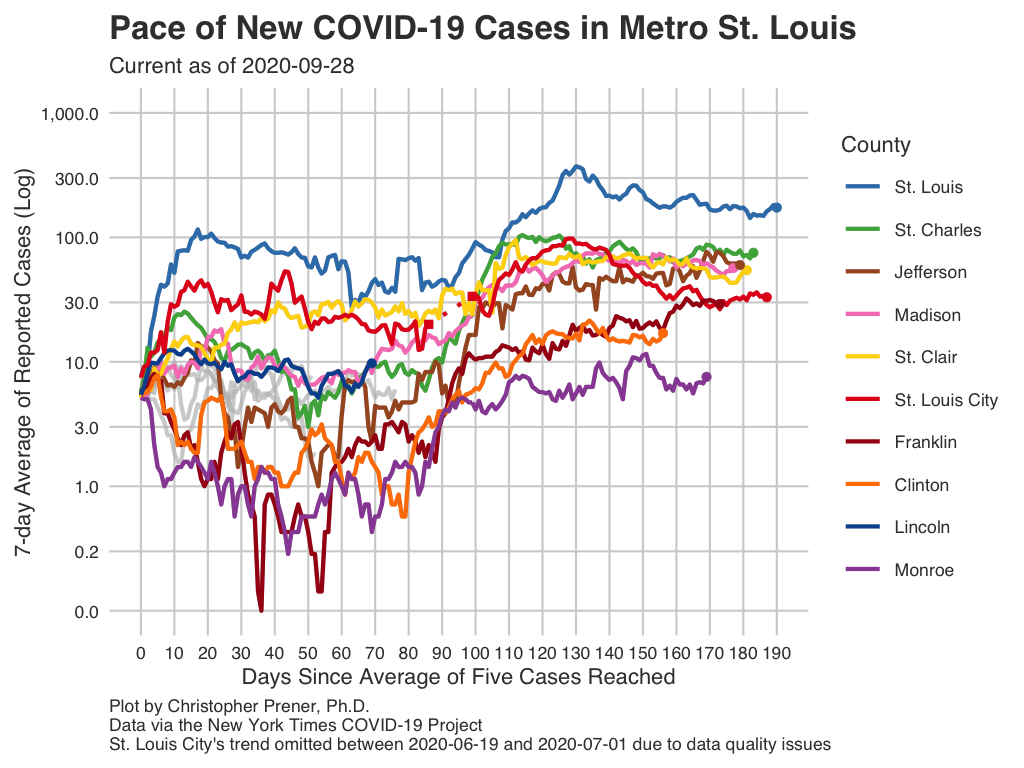 Pace of New COVID-19 Cases in Metro St. Louis
Current as of 2020-09-28
7-day Average of Reported Cases (Log)
1,000.0
300.0
100.0
30.0
10.0
3.0
1.0
0.2
0.0
0 10 20 30 40 50 60 70 80 90 100 110 120 130 140 150 160 170 180 190
Days Since Average of Five Cases Reached
County
St. Louis
St. Charles
Jefferson
Madison
St. Clair
St. Louis City
Franklin
Clinton
Lincoln
Monroe
Plot by Christopher Prener, Ph.D.
Data via the New York Times COVID-19 Project
St. Louis City's trend omitted between 2020-06-19 and 2020-07-01 due to data quality issues